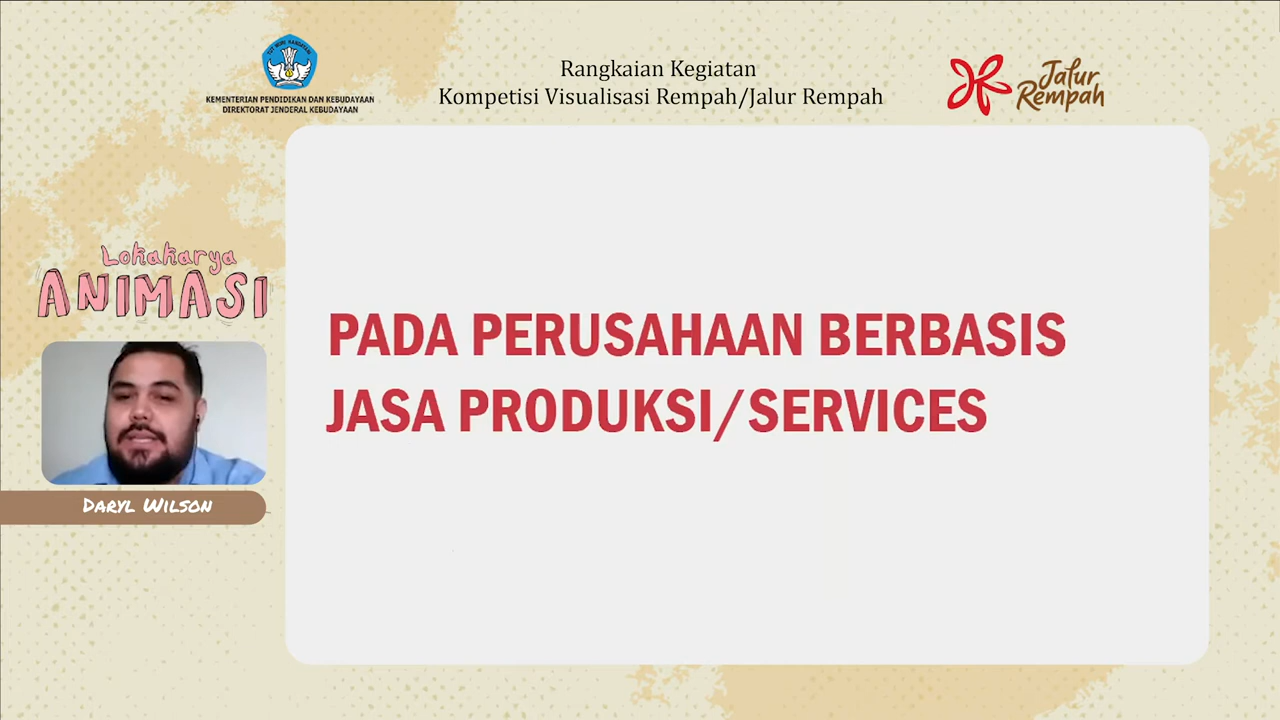 KEMENTERIAN PENDIDIKAN DAN KEBUDAYAAN
DIREKTORAT JENDERAL KEBUDAYAAN
Rangkaian Kegiatan
Kompetisi Visualisasi Rempah/Jalur Rempah
Jalur
Rempah
Lokakarya
ANIMASI
PADA PERUSAHAAN BERBASIS
JASA PRODUKSI/SERVICES
DARYL WILSON